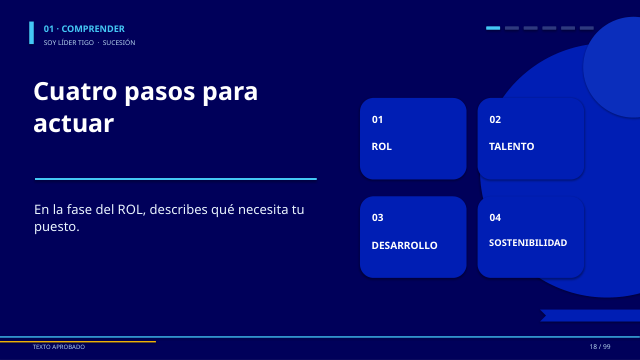 01 · COMPRENDER
SOY LÍDER TIGO · SUCESIÓN
Cuatro pasos para
actuar
En la fase del ROL, describes qué necesita tu
puesto.
01
ROL
02
TALENTO
03
DESARROLLO
04
SOSTENIBILIDAD
TEXTO APROBADO
18 / 99